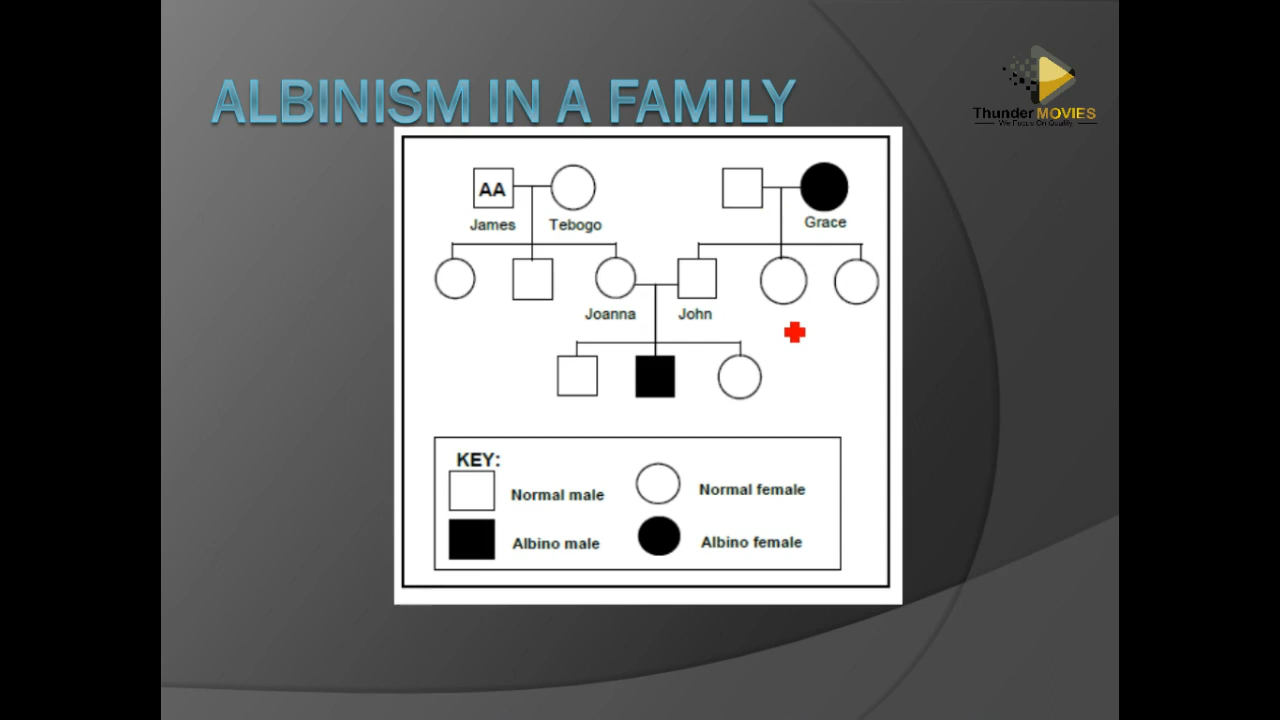 ALBINISM IN A FAMILY
Thunder MOVIES
We Focus On Quality
AA
James Tebogo
Grace
Joanna John
KEY:
Normal male Normal female
Albino male Albino female